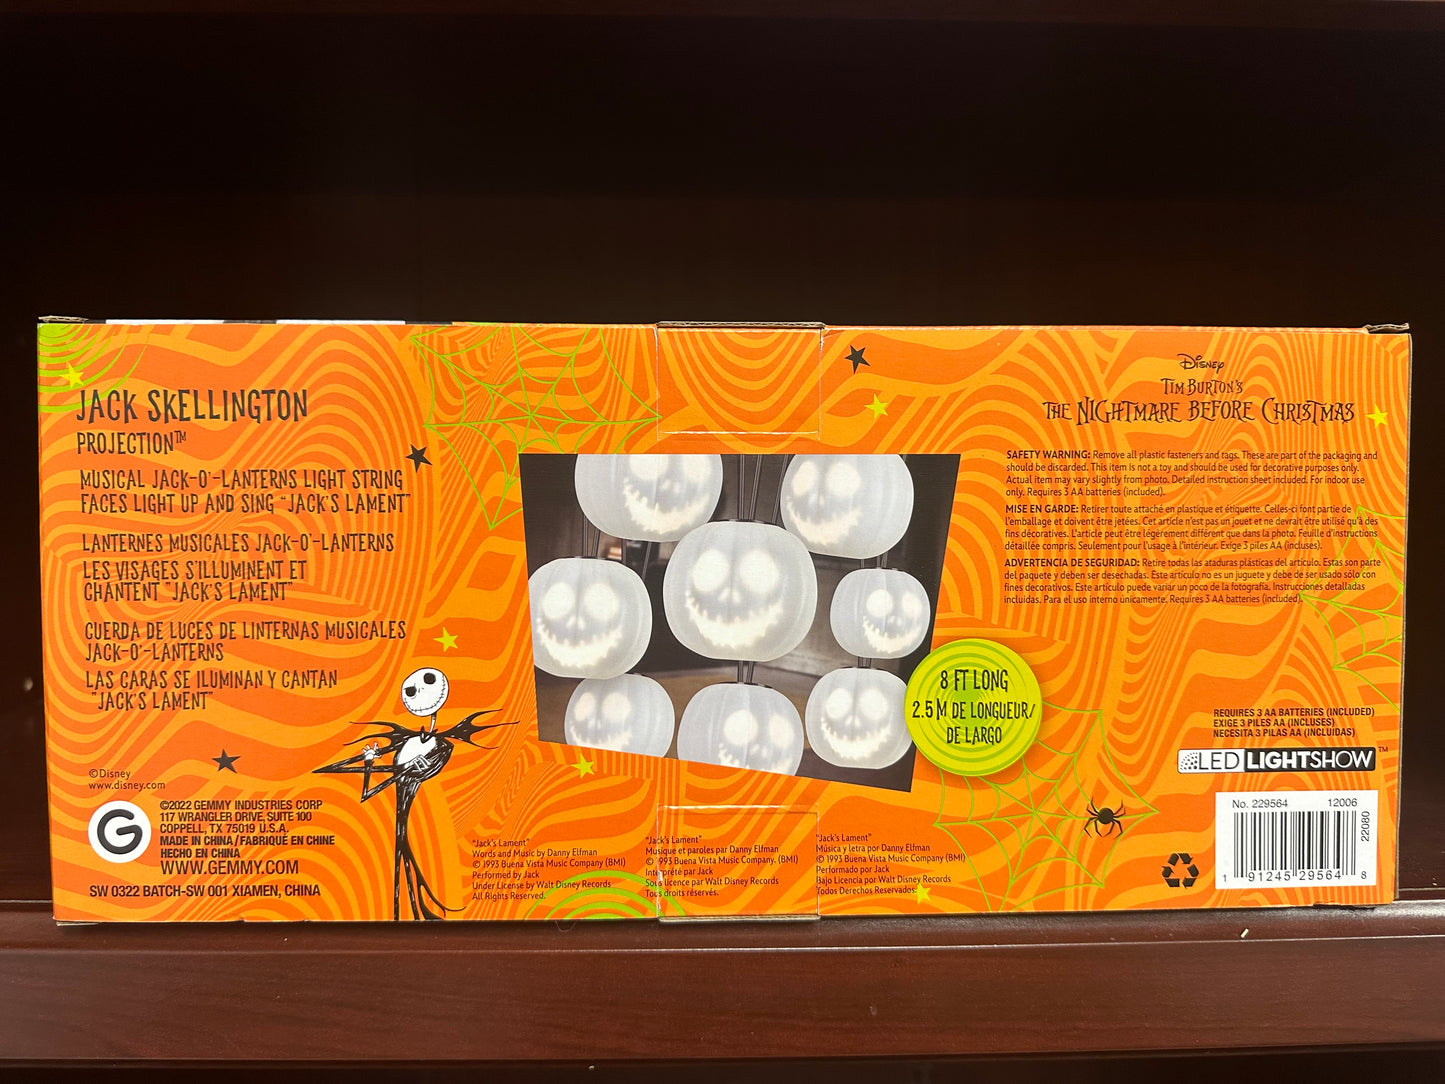 JACK SKELLINGTON
PROJECTION™
MUSICAL JACK-O'-LANTERNS LIGHT STRING
FACES LIGHT UP AND SING "JACK'S LAMENT"
LANTERNES MUSICALES JACK-O'-LANTERNS
LES VISAGES S'ILLUMINENT ET
CHANTENT "JACK'S LAMENT"
CUERDA DE LUCES DE LINTERNAS MUSICALES
JACK-O'-LANTERNS
LAS CARAS SE ILUMINAN Y CANTAN
"JACK'S LAMENT"
©Disney
www.disney.com
G
©2022 GEMMY INDUSTRIES CORP
117 WRANGLER DRIVE, SUITE 100
COPPELL, TX 75019 U.S.A.
MADE IN CHINA / FABRIQUÉ EN CHINE
HECHO EN CHINA
WWW.GEMMY.COM
SW 0322 BATCH-SW 001 XIAMEN, CHINA
8 FT LONG
2.5 M DE LONGUEUR/
DE LARGO
"Jack's Lament"
Words and Music by Danny Elfman
© 1993 Buena Vista Music Company (BMI)
Performed by Jack
Under License by Walt Disney Records
All Rights Reserved.
"Jack's Lament"
Musique et paroles par Danny Elfman
© 1993 Buena Vista Music Company. (BMI)
Interprété par Jack
Sous licence par Walt Disney Records
Tous droits réservés.
"Jack's Lament"
Música y letra por Danny Elfman
© 1993 Buena Vista Music Company (BMI)
Performado por Jack
Bajo Licencia por Walt Disney Records
Todos Derechos Reservados.
Disney
TIM BURTON'S
THE NIGHTMARE BEFORE CHRISTMAS
SAFETY WARNING: Remove all plastic fasteners and tags. These are part of the packaging and
should be discarded. This item is not a toy and should be used for decorative purposes only.
Actual item may vary slightly from photo. Detailed instruction sheet included. For indoor use
only. Requires 3 AA batteries (included).
MISE EN GARDE: Retirer toute attaché en plastique et étiquette. Celles-ci font partie de
l'emballage et doivent être jetées. Cet article n'est pas un jouet et ne devrait être utilisé qu'à des
fins décoratives. L'article peut être légèrement différent que dans la photo. Feuille d'instructions
détaillée compris. Seulement pour l'usage à l'intérieur. Exige 3 piles AA (incluses).
ADVERTENCIA DE SEGURIDAD: Retire todas las ataduras plásticas del artículo. Estas son parte
del paquete y deben ser desechadas. Este artículo no es un juguete y debe de ser usado solo con
fines decorativos. Este artículo puede variar un poco de la fotografía. Instrucciones detalladas
incluidas. Para el uso interno únicamente. Requires 3 AA batteries (included).
REQUIRES 3 AA BATTERIES (INCLUDED)
EXIGE 3 PILES AA (INCLUSES)
NECESITA 3 PILAS AA (INCLUIDAS)
LED LIGHTSHOW™
No. 229564 12006
22080
1 91245 29564 8